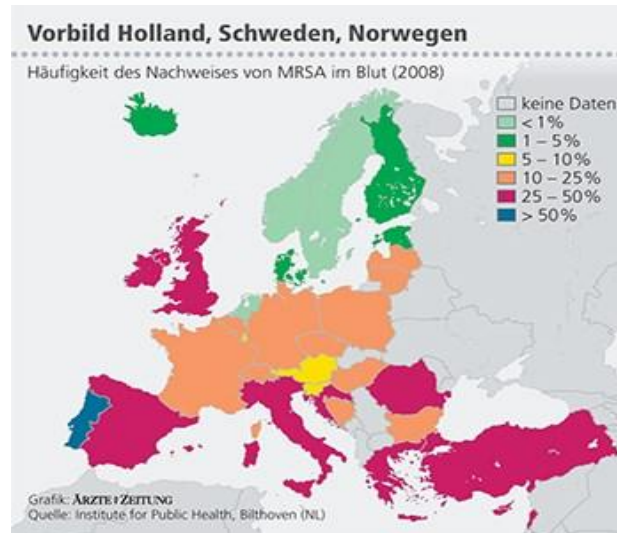 Vorbild Holland, Schweden, Norwegen
Häufigkeit des Nachweises von MRSA im Blut (2008)
keine Daten
<1%
1 – 5%
5 – 10%
10 – 25%
25 – 50%
> 50%
Grafik: ÄRZTE ZEITUNG
Quelle: Institute for Public Health, Bilthoven (NL)